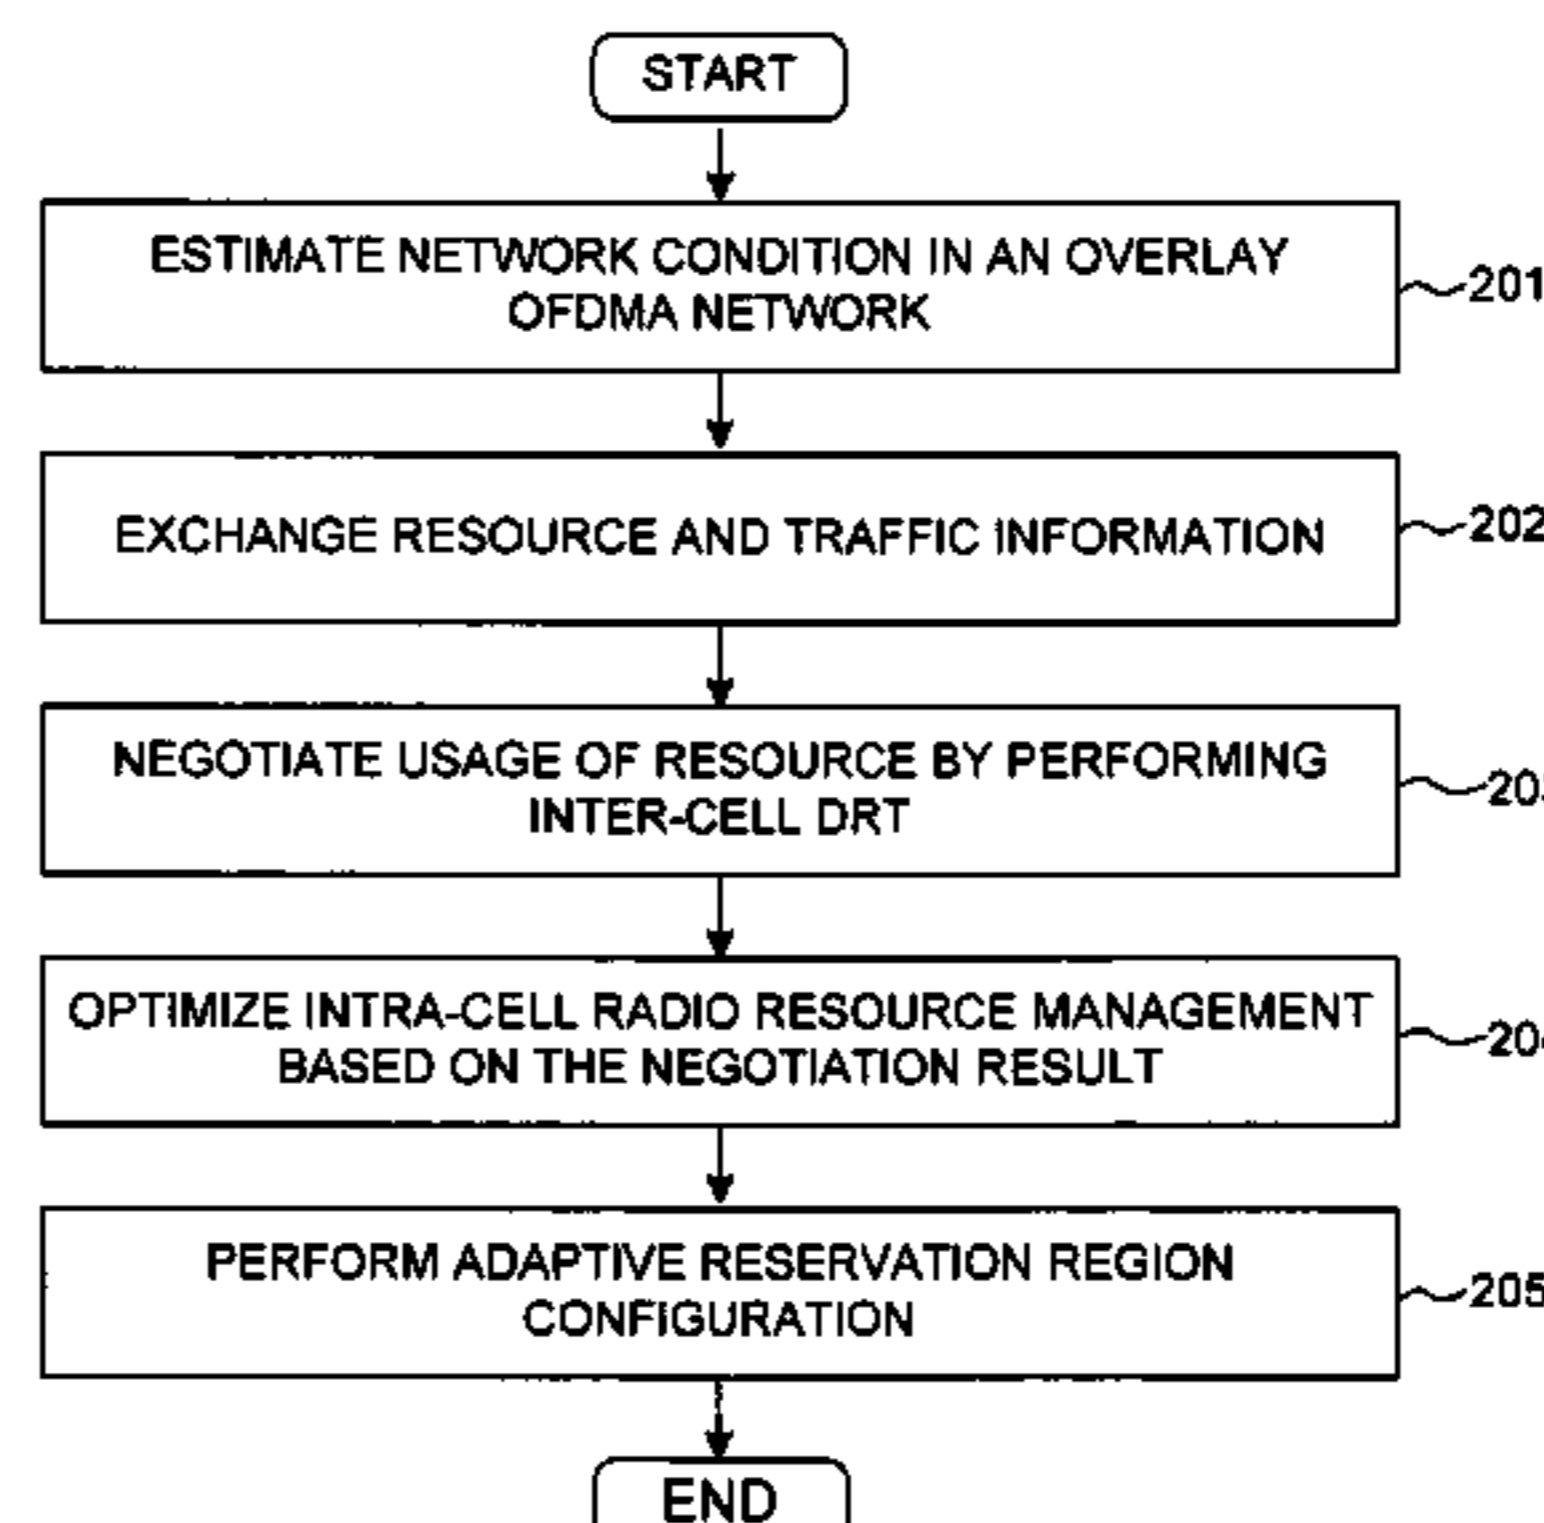 START
ESTIMATE NETWORK CONDITION IN AN OVERLAY
OFDMA NETWORK
201
EXCHANGE RESOURCE AND TRAFFIC INFORMATION
202
NEGOTIATE USAGE OF RESOURCE BY PERFORMING
INTER-CELL DRT
OPTIMIZE INTRA-CELL RADIO RESOURCE MANAGEMENT
BASED ON THE NEGOTIATION RESULT
PERFORM ADAPTIVE RESERVATION REGION
CONFIGURATION
205
END